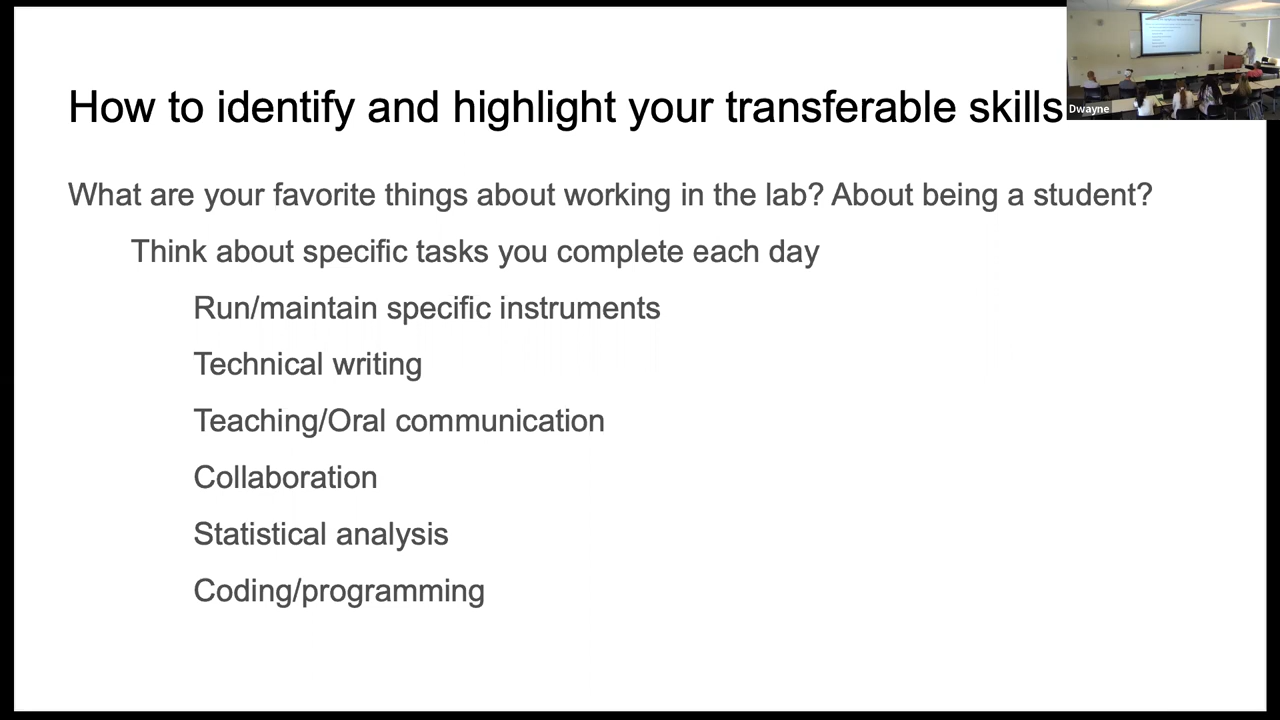 How to identify and highlight your transferable skills
Dwayne
What are your favorite things about working in the lab? About being a student?
Think about specific tasks you complete each day
Run/maintain specific instruments
Technical writing
Teaching/Oral communication
Collaboration
Statistical analysis
Coding/programming